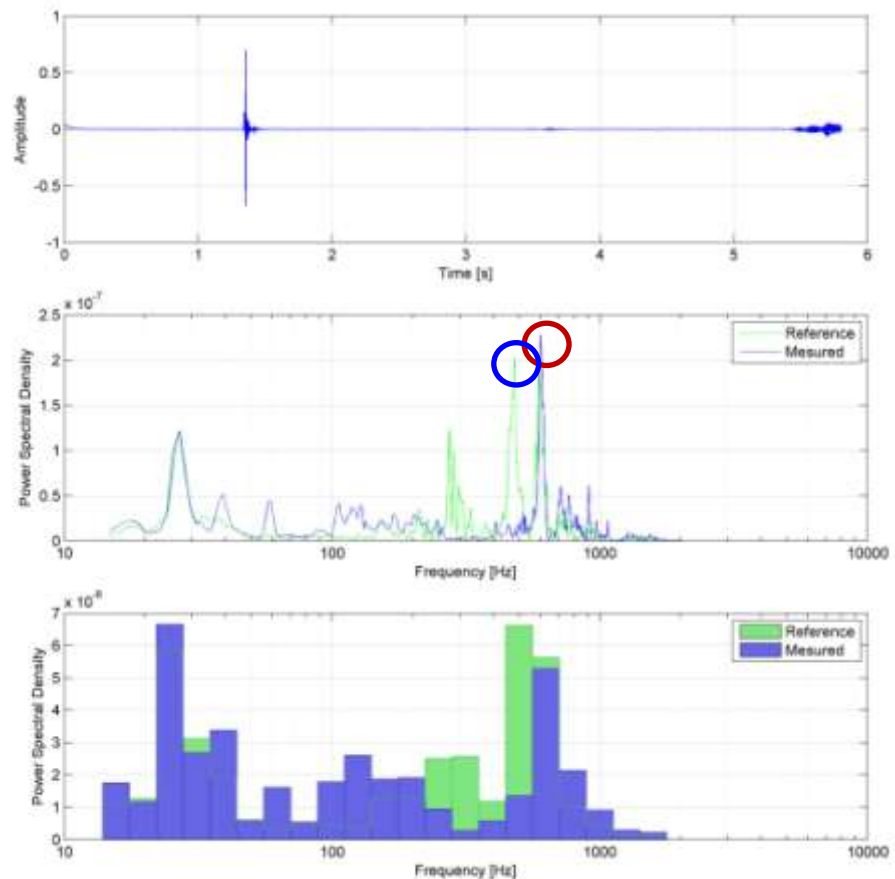 1
0.5
0
-0.5
-1
Amplitude
0 1 2 3 4 5 6
Time [s]
x 10^-7
2.5
2
1.5
1
0.5
0
Power Spectral Density
Reference
Mesured
10 100 1000 10000
Frequency [Hz]
x 10^-8
7
6
5
4
3
2
1
0
Power Spectral Density
Reference
Mesured
10 100 1000 10000
Frequency [Hz]